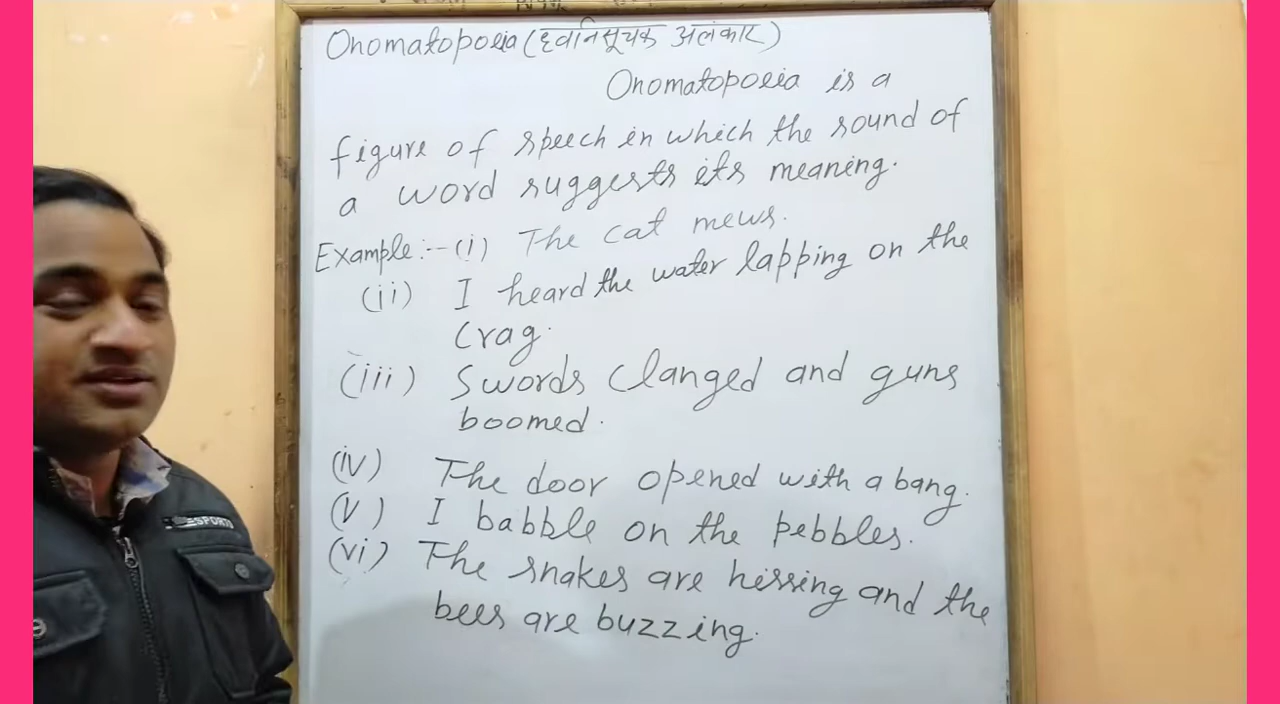 Onomatopoeia (ध्वनिसूचक अलंकार)
Onomatopoeia is a
figure of speech in which the sound of
a word suggests its meaning.
Example:- (i) The cat mews.
(ii) I heard the water lapping on the
Crag.
(iii) Swords clanged and guns
boomed.
(iv) The door opened with a bang.
(v) I babble on the pebbles.
(vi) The snakes are hissing and the
bees are buzzing.